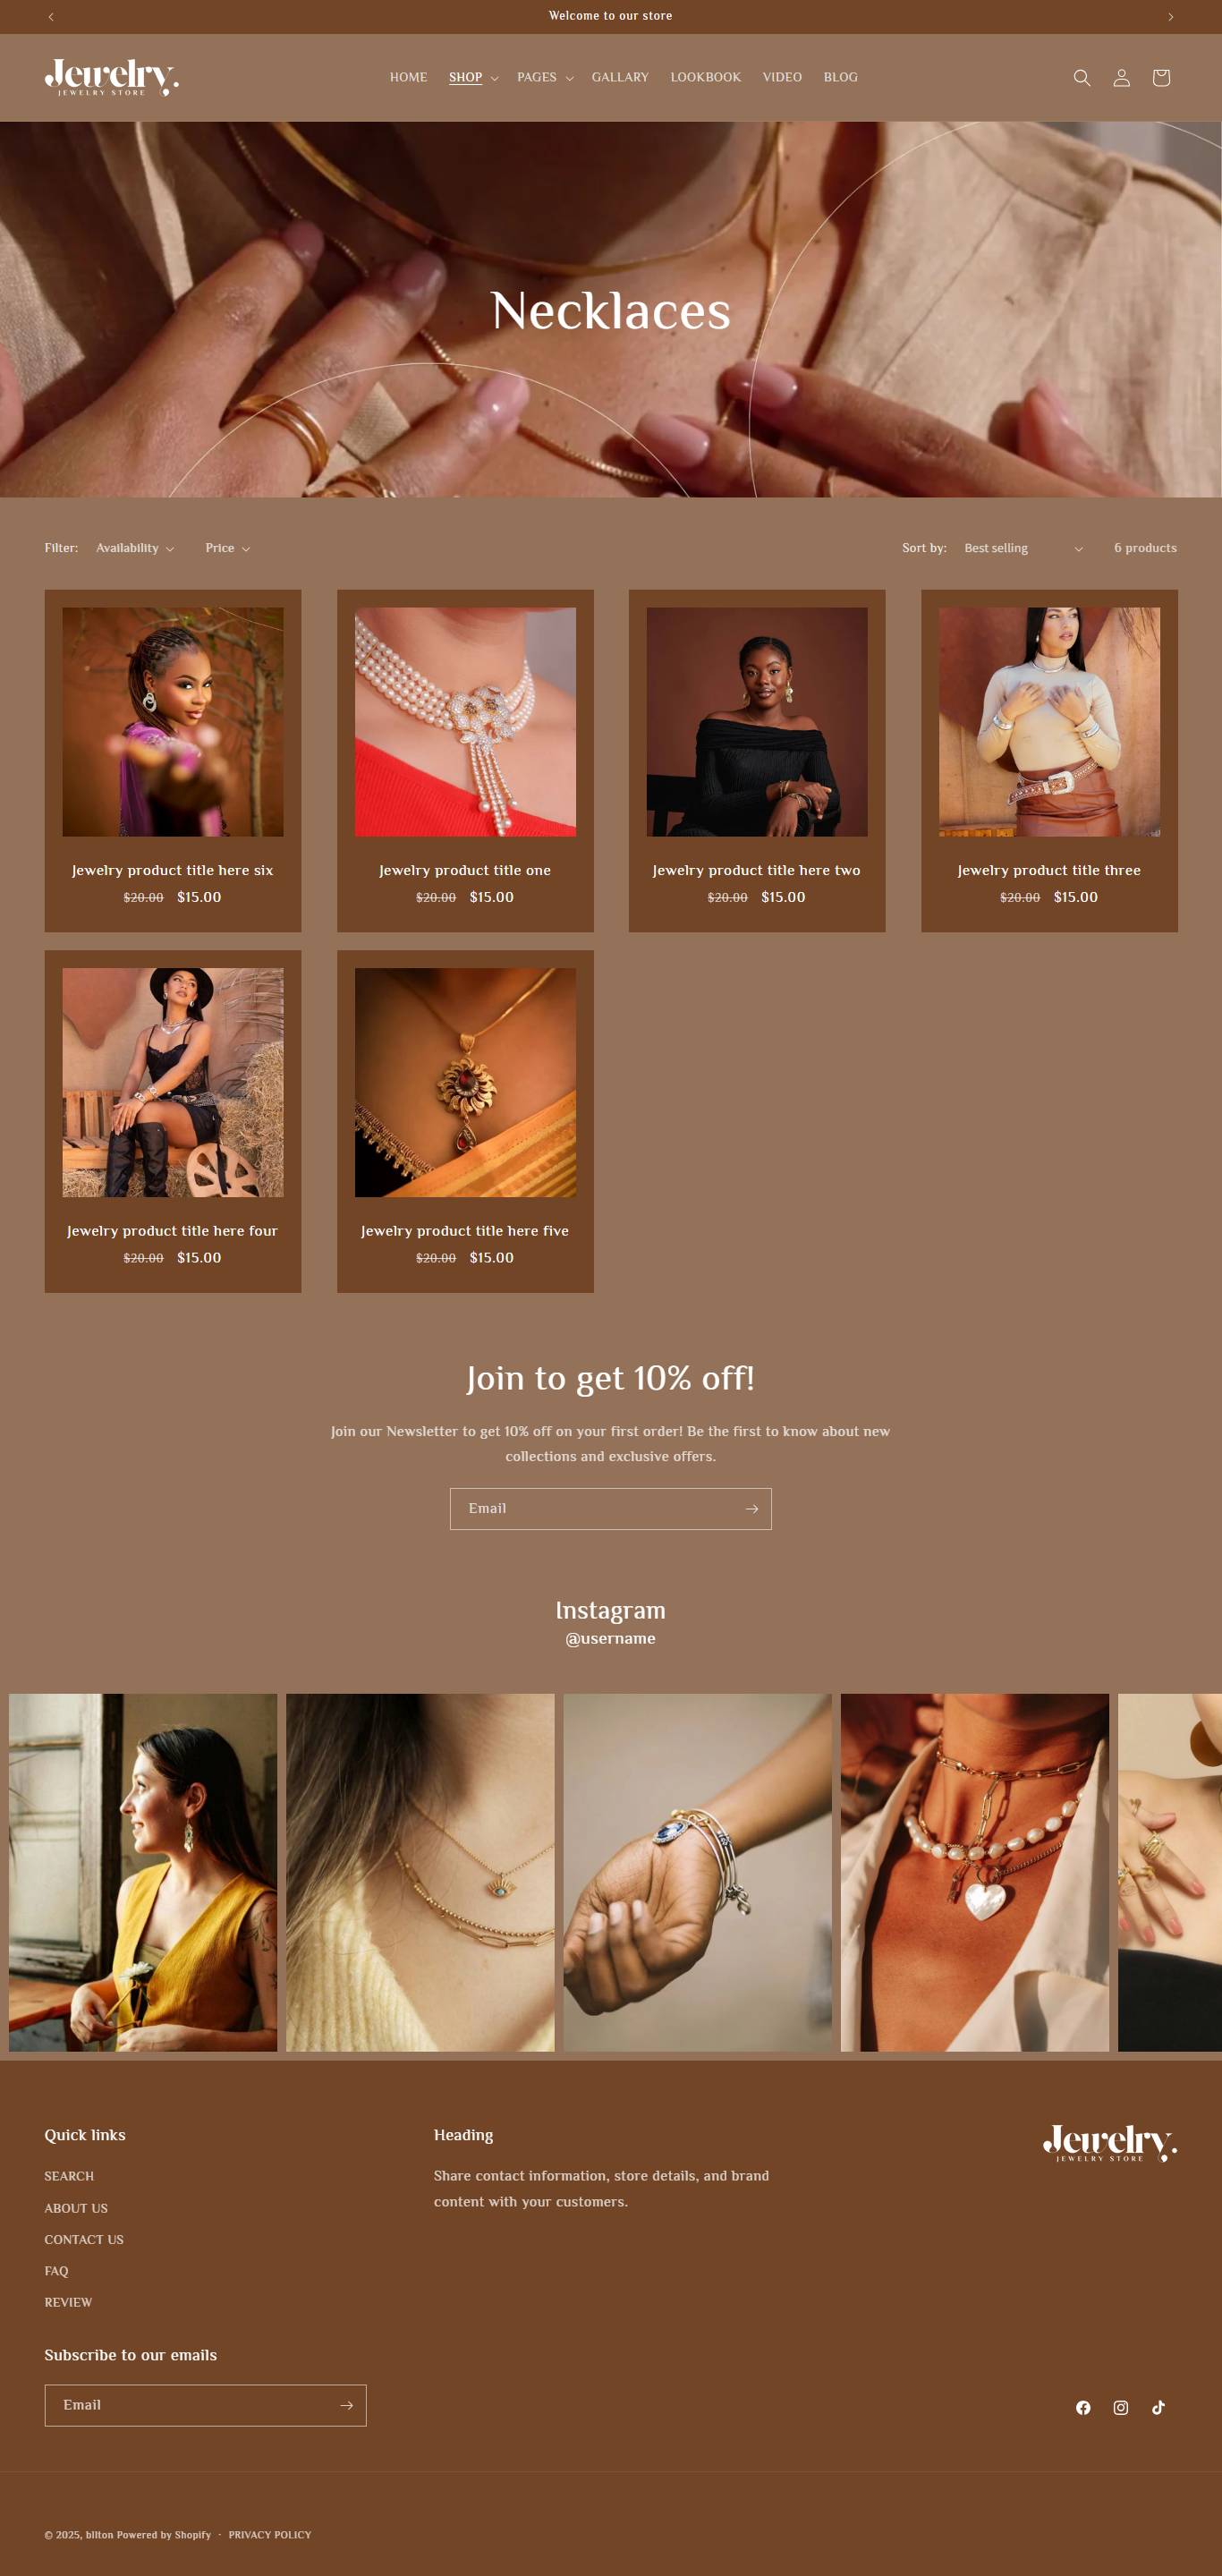 Welcome to our store
Jewelry.
JEWELRY STORE
HOME SHOP PAGES GALLARY LOOKBOOK VIDEO BLOG
Necklaces
Filter: Availability Price Sort by: Best selling 6 products
Jewelry product title here six
$20.00 $15.00
Jewelry product title one
$20.00 $15.00
Jewelry product title here two
$20.00 $15.00
Jewelry product title three
$20.00 $15.00
Jewelry product title here four
$20.00 $15.00
Jewelry product title here five
$20.00 $15.00
Join to get 10% off!
Join our Newsletter to get 10% off on your first order! Be the first to know about new
collections and exclusive offers.
Email
Instagram
@username
Quick links
SEARCH
ABOUT US
CONTACT US
FAQ
REVIEW
Heading
Share contact information, store details, and brand
content with your customers.
Jewelry.
JEWELRY STORE
Subscribe to our emails
Email
© 2025, bllton Powered by Shopify · PRIVACY POLICY